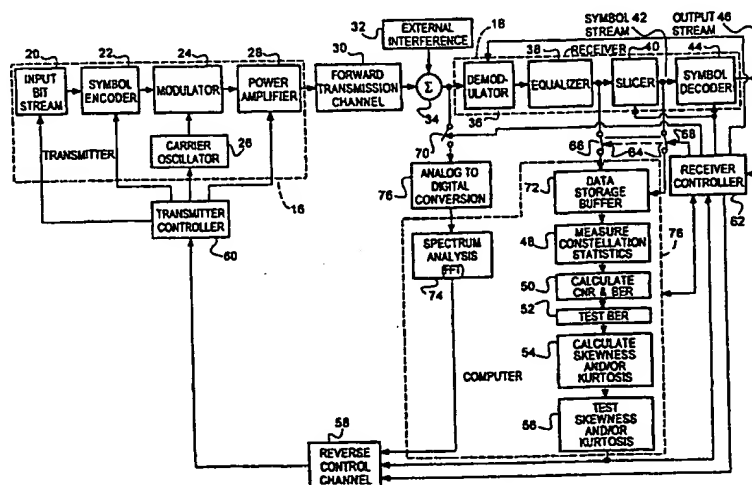 32
EXTERNAL
INTERFERENCE
18
SYMBOL 42
STREAM
OUTPUT 46
STREAM
20
INPUT
BIT
STREAM
22
SYMBOL
ENCODER
24
MODULATOR
28
POWER
AMPLIFIER
30
FORWARD
TRANSMISSION
CHANNEL
Σ
34
DEMOD-
ULATOR
38
RECEIVER
EQUALIZER
40
SLICER
44
SYMBOL
DECODER
36
TRANSMITTER
CARRIER
OSCILLATOR
26
16
TRANSMITTER
CONTROLLER
60
70
68
64
68
ANALOG TO
DIGITAL
CONVERSION
76
SPECTRUM
ANALYSIS
(FFT)
74
72
DATA
STORAGE
BUFFER
RECEIVER
CONTROLLER
62
48
MEASURE
CONSTELLATION
STATISTICS
76
50
CALCULATE
CNR & BER
52
TEST BER
54
CALCULATE
SKEWNESS
AND/OR
KURTOSIS
COMPUTER
56
TEST
SKEWNESS
AND/OR
KURTOSIS
58
REVERSE
CONTROL
CHANNEL